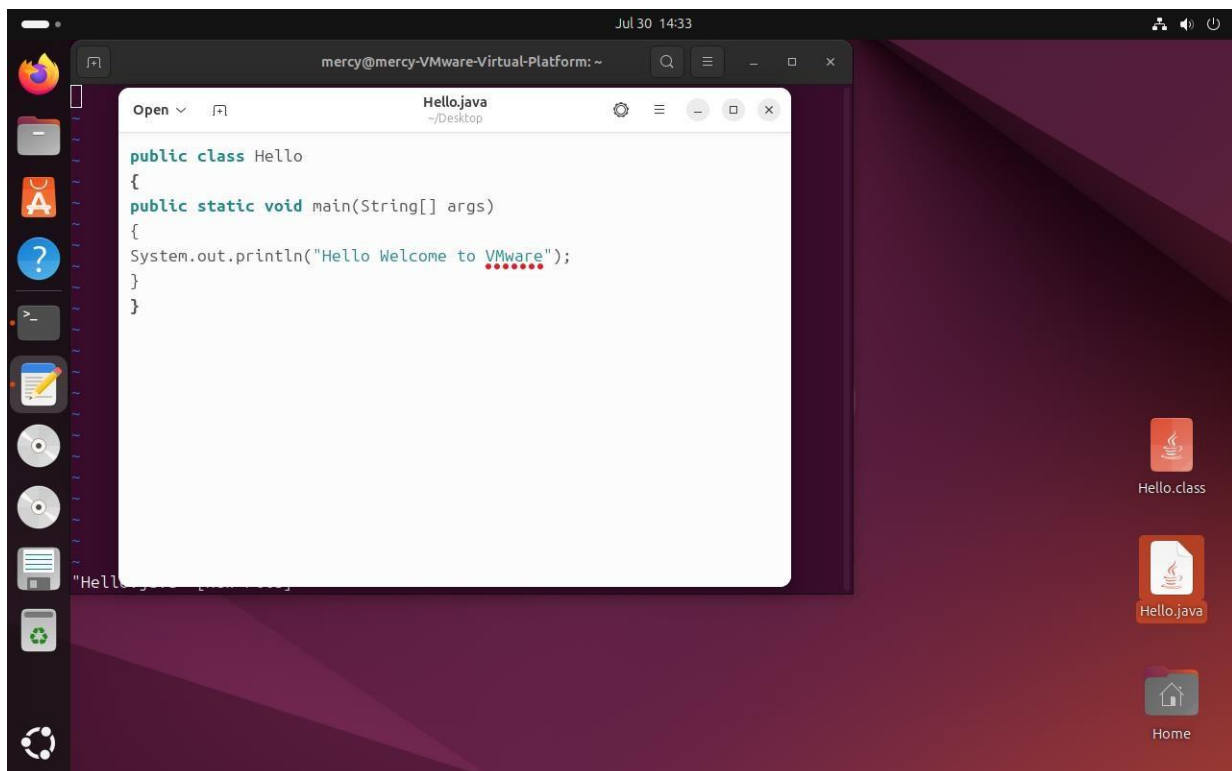 Jul 30 14:33
mercy@mercy-VMware-Virtual-Platform: ~
Open
Hello.java
~/Desktop
public class Hello
{
public static void main(String[] args)
{
System.out.println("Hello Welcome to VMware");
}
}
Hello.class
Hello.java
Home